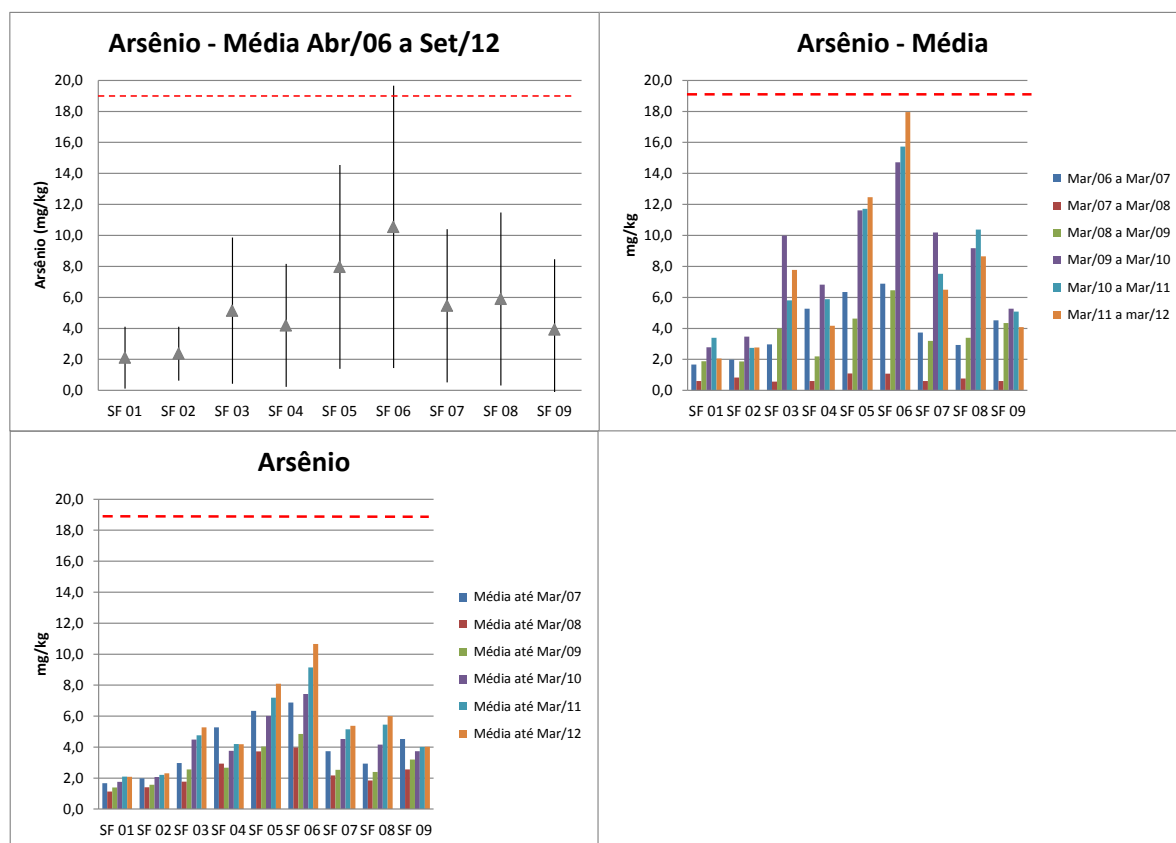 Arsênio - Média Abr/06 a Set/12
Arsênio (mg/kg)
20,0
18,0
16,0
14,0
12,0
10,0
8,0
6,0
4,0
2,0
0,0
SF 01 SF 02 SF 03 SF 04 SF 05 SF 06 SF 07 SF 08 SF 09
Arsênio - Média
mg/kg
20,0
18,0
16,0
14,0
12,0
10,0
8,0
6,0
4,0
2,0
0,0
SF 01 SF 02 SF 03 SF 04 SF 05 SF 06 SF 07 SF 08 SF 09
Mar/06 a Mar/07
Mar/07 a Mar/08
Mar/08 a Mar/09
Mar/09 a Mar/10
Mar/10 a Mar/11
Mar/11 a mar/12
Arsênio
mg/kg
20,0
18,0
16,0
14,0
12,0
10,0
8,0
6,0
4,0
2,0
0,0
SF 01 SF 02 SF 03 SF 04 SF 05 SF 06 SF 07 SF 08 SF 09
Média até Mar/07
Média até Mar/08
Média até Mar/09
Média até Mar/10
Média até Mar/11
Média até Mar/12